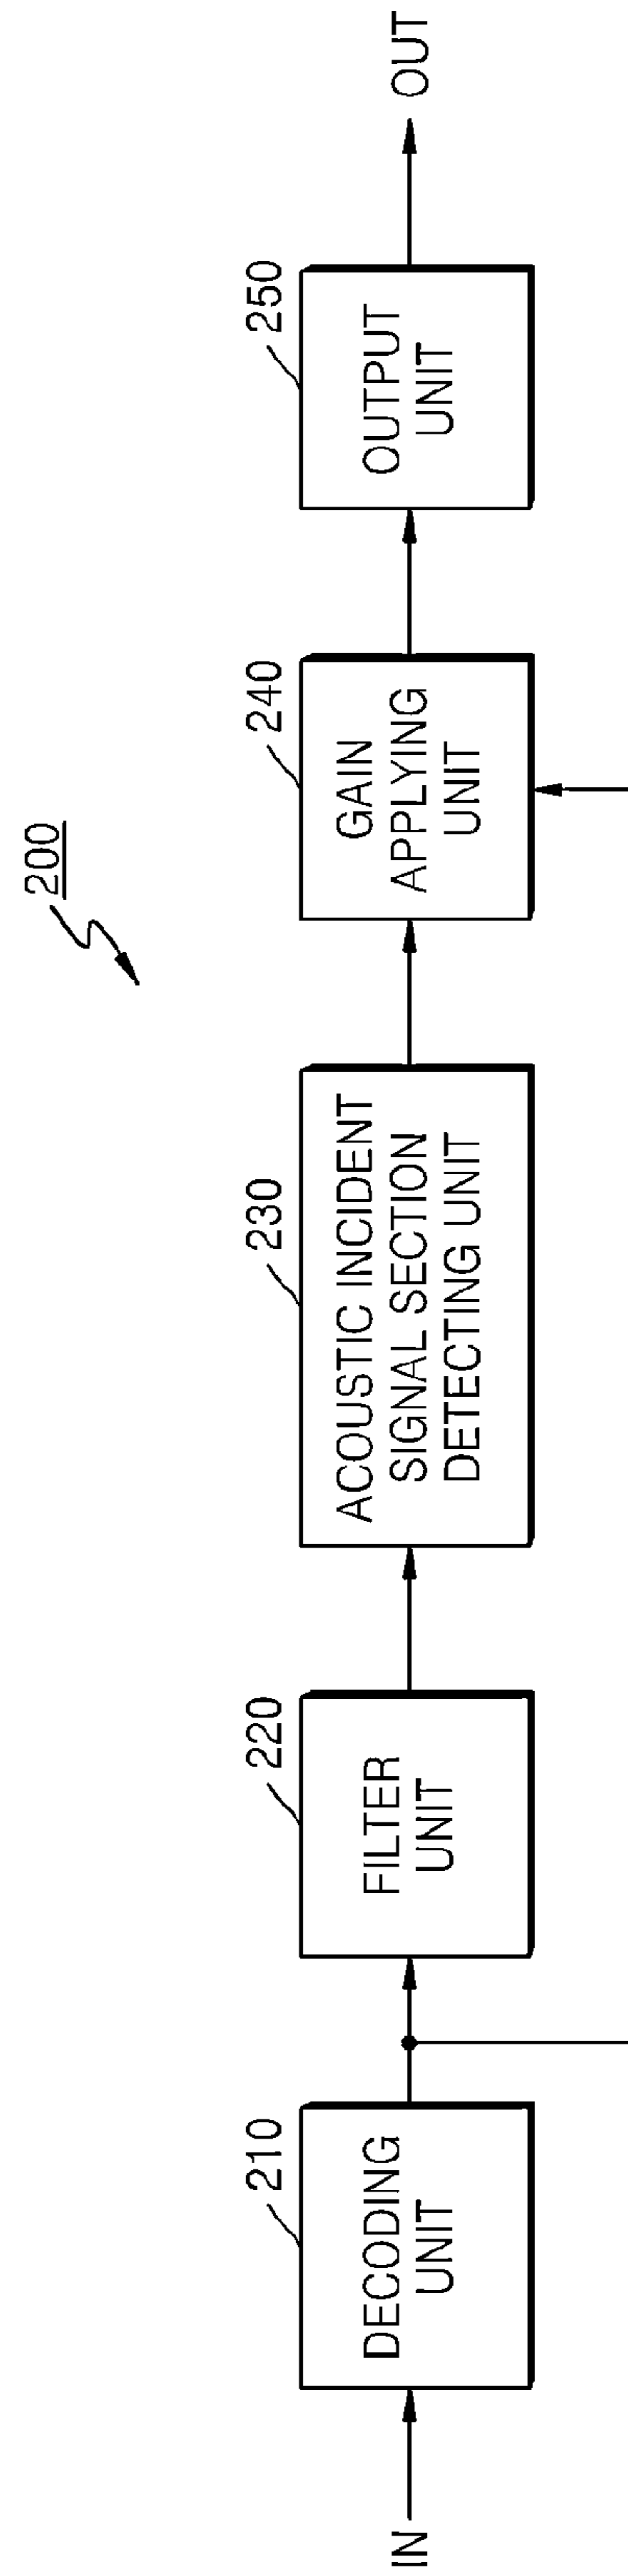 200
IN
210
DECODING
UNIT
220
FILTER
UNIT
230
ACOUSTIC INCIDENT
SIGNAL SECTION
DETECTING UNIT
240
GAIN
APPLYING
UNIT
250
OUTPUT
UNIT
OUT